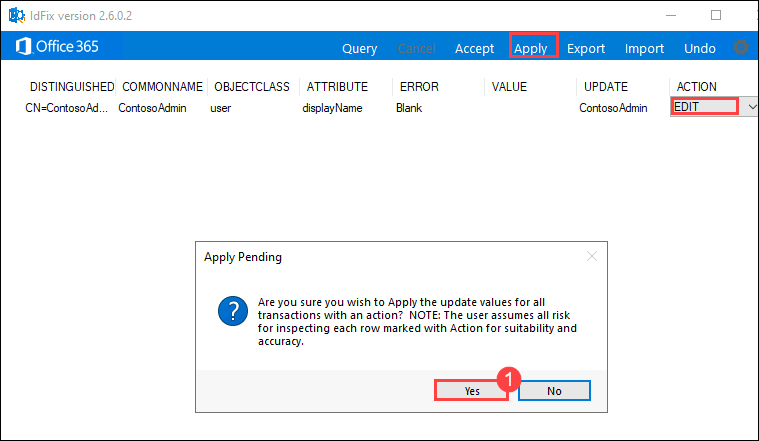 IdFix version 2.6.0.2
Office 365
Query Cancel Accept Apply Export Import Undo
DISTINGUISHED COMMONNAME OBJECTCLASS ATTRIBUTE ERROR VALUE UPDATE ACTION
CN=ContosoAd... ContosoAdmin user displayName Blank ContosoAdmin EDIT
Apply Pending
?
Are you sure you wish to Apply the update values for all
transactions with an action? NOTE: The user assumes all risk
for inspecting each row marked with Action for suitability and
accuracy.
1
Yes No